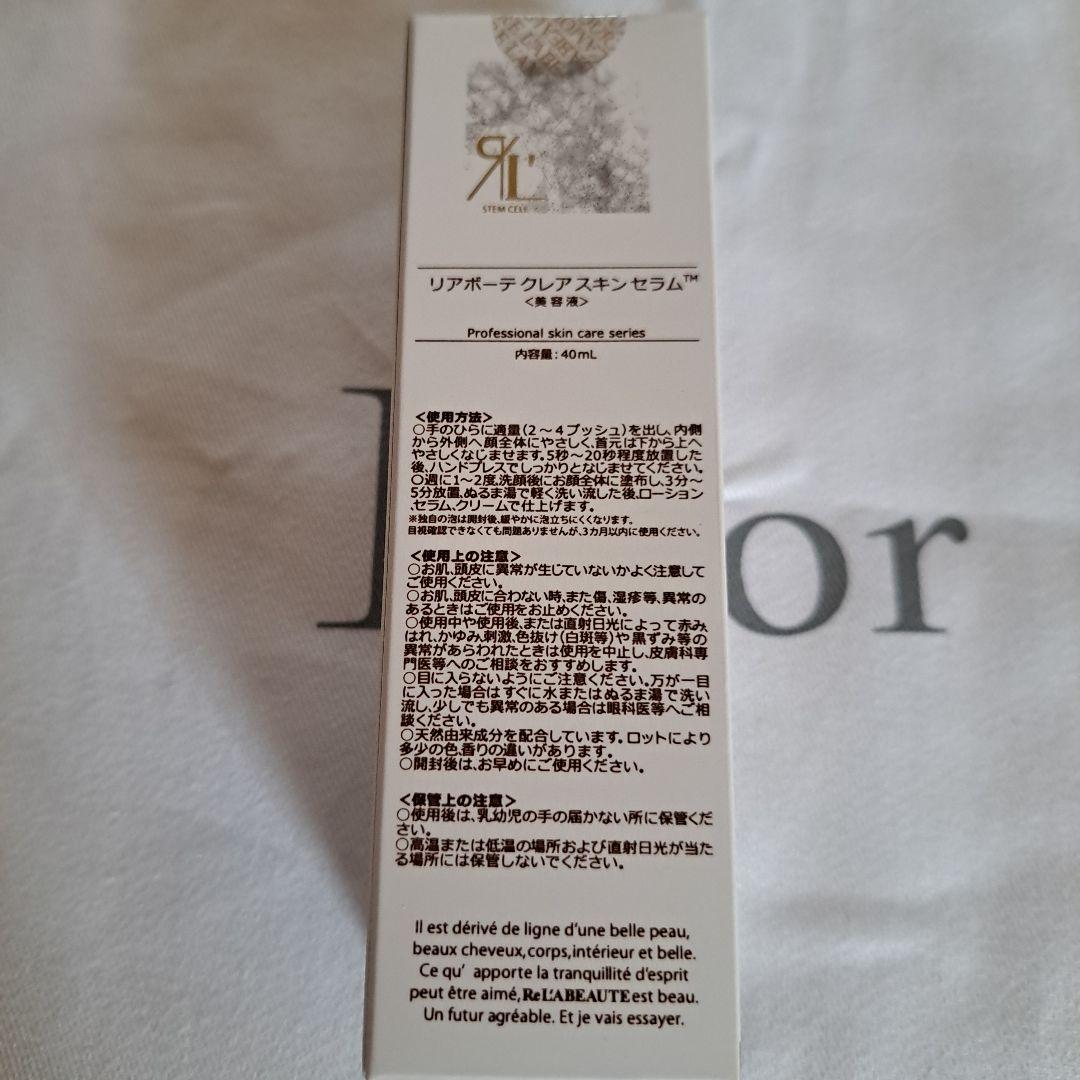 RL'
STEM CELL
リアボーテ クレアスキンセラム™
<美容液>
Professional skin care series
内容量：40mL
<使用方法>
○手のひらに適量(2～4プッシュ)を出し、内側
から外側へ顔全体にやさしく、首元は下から上へ
やさしくなじませます。5秒～20秒程度放置した
後、ハンドプレスでしっかりとなじませてください。
○週に1～2度、洗顔後にお顔全体に塗布し、3分～
5分放置、ぬるま湯で軽く洗い流した後、ローション
、セラム、クリームで仕上げます。
※独自の泡は開封後、緩やかに泡立ちにくくなります。
目視確認できなくても問題ありませんが、3カ月以内に使用ください。
<使用上の注意>
○お肌、頭皮に異常が生じていないかよく注意して
ご使用ください。
○お肌、頭皮に合わない時、また傷、湿疹等、異常の
あるときはご使用をお止めください。
○使用中や使用後、または直射日光によって赤み、
はれ、かゆみ、刺激、色抜け(白斑等)や黒ずみ等の
異常があらわれたときは使用を中止し、皮膚科専
門医等へのご相談をおすすめします。
○目に入らないようにご注意ください。万が一目
に入った場合はすぐに水またはぬるま湯で洗い
流し、少しでも異常のある場合は眼科医等へご相
談ください。
○天然由来成分を配合しています。ロットにより
多少の色、香りの違いがあります。
○開封後は、お早めにご使用ください。
<保管上の注意>
○使用後は、乳幼児の手の届かない所に保管くだ
さい。
○高温または低温の場所および直射日光が当た
る場所には保管しないでください。
Il est dérivé de ligne d'une belle peau,
beaux cheveux,corps,intérieur et belle.
Ce qu' apporte la tranquillité d'esprit
peut être aimé,ReL'ABEAUTE est beau.
Un futur agréable. Et je vais essayer.
or